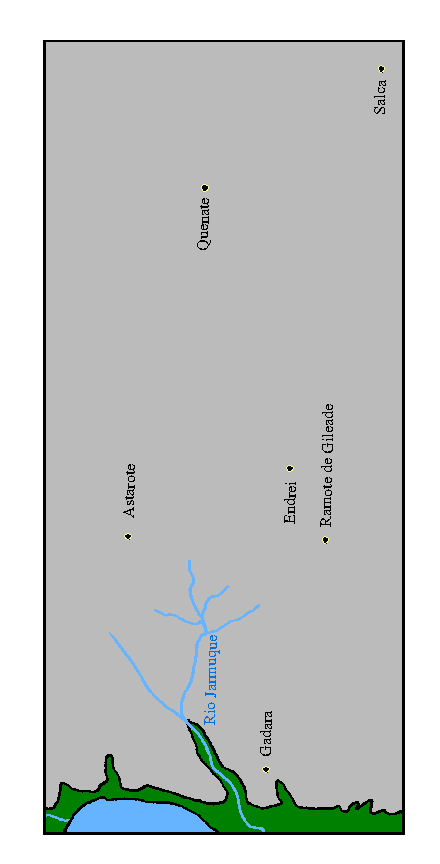 Astarote
Quenate
Rio Jarmuque
Gadara
Endrei
Ramote de Gileade
Salca